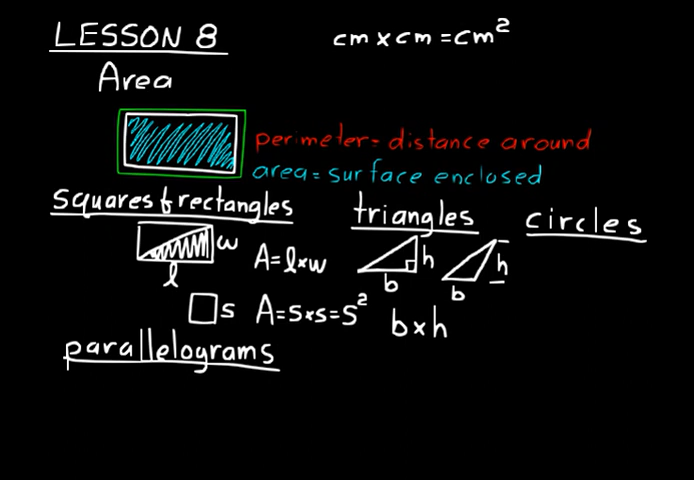 LESSON 8
cm x cm = cm²
Area
perimeter = distance around
area = surface enclosed
squares & rectangles
triangles
circles
w
l
A = l x w
h
b
h
b
s
A = s x s = s²
b x h
parallelograms